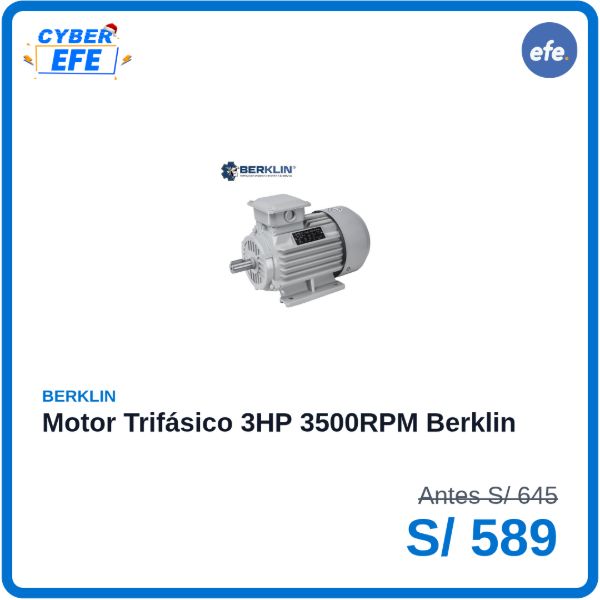 CYBER
EFE
efe.
BERKLIN®
BERKLIN
Motor Trifásico 3HP 3500RPM Berklin
Antes S/ 645
S/ 589